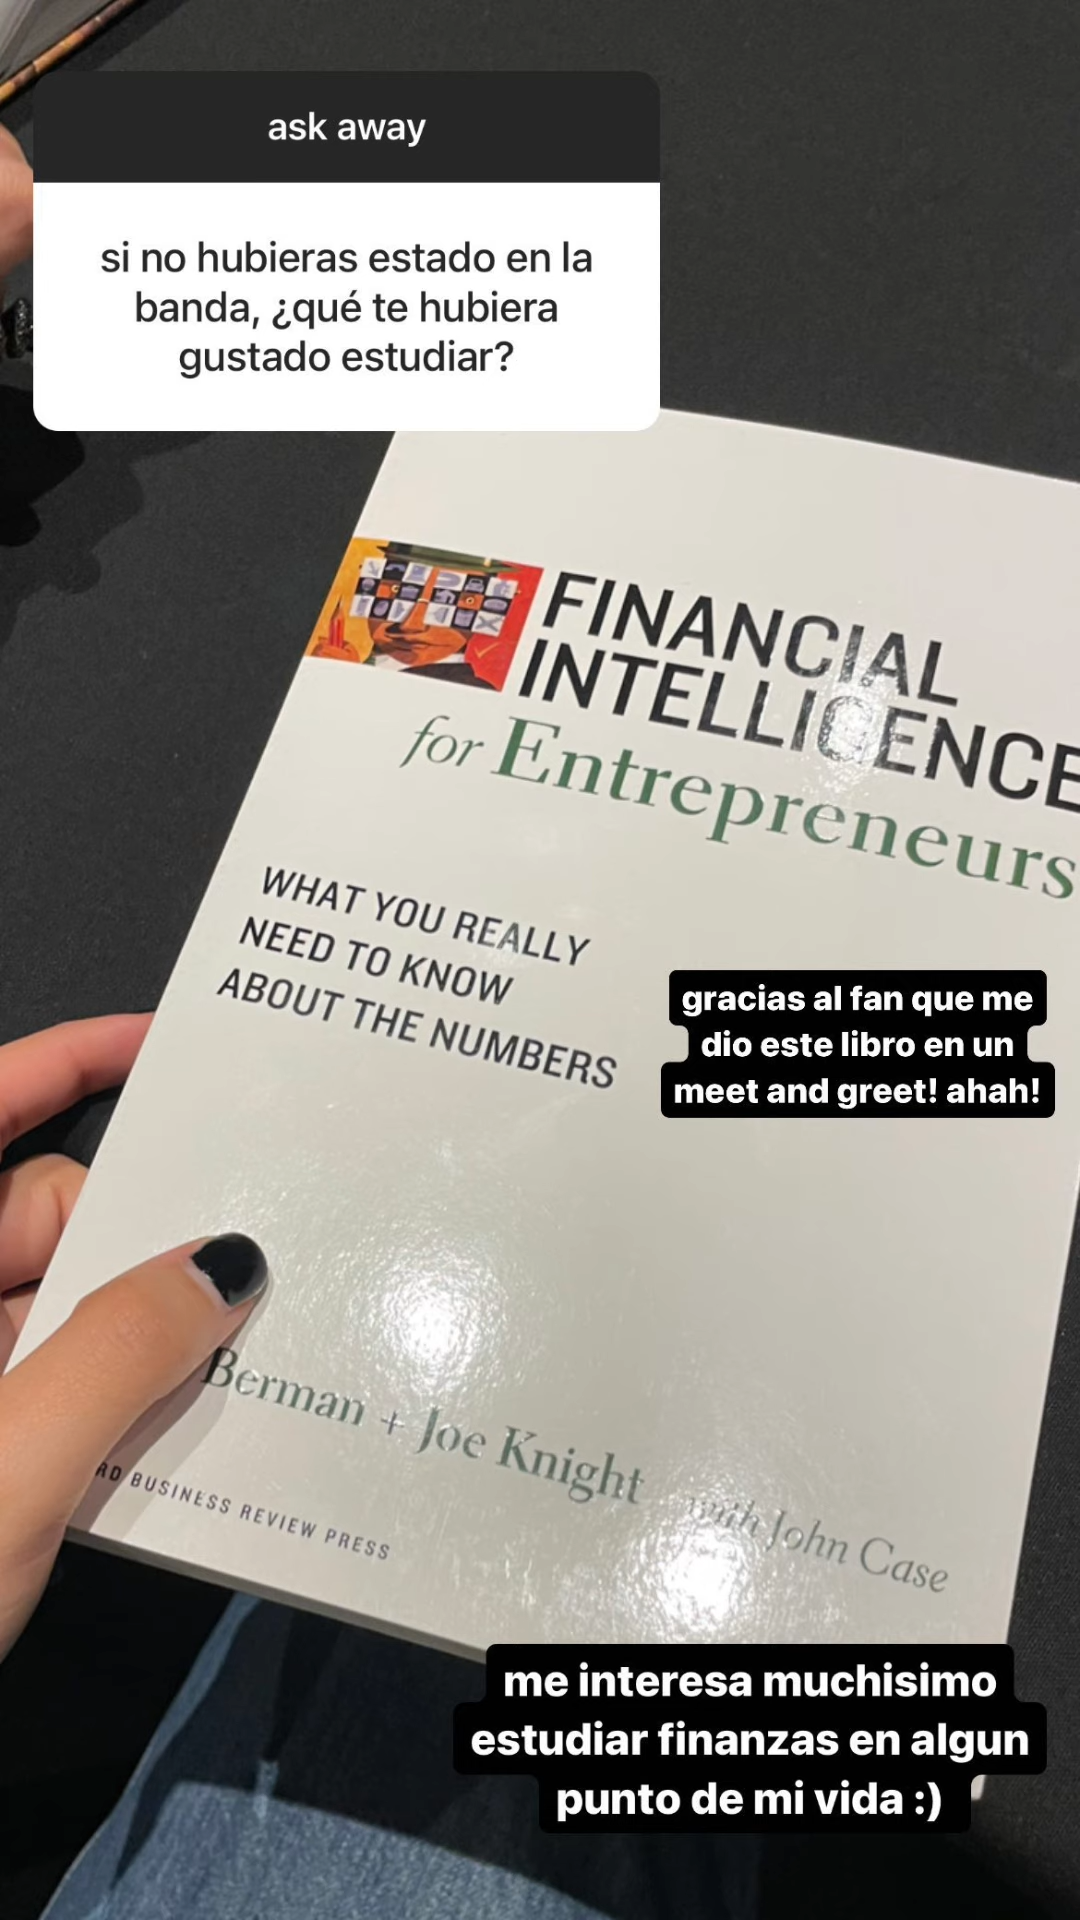 ask away
si no hubieras estado en la
banda, ¿qué te hubiera
gustado estudiar?
FINANCIAL
INTELLIGENCE
for Entrepreneurs
WHAT YOU REALLY
NEED TO KNOW
ABOUT THE NUMBERS
gracias al fan que me
dio este libro en un
meet and greet! ahah!
Berman + Joe Knight
with John Case
RD BUSINESS REVIEW PRESS
me interesa muchisimo
estudiar finanzas en algun
punto de mi vida :)